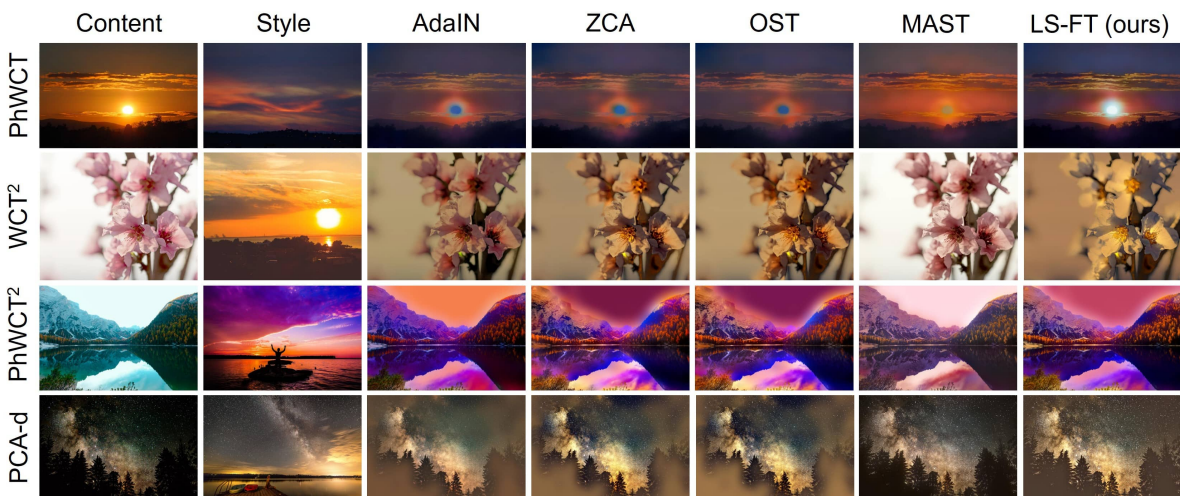 Content Style AdaIN ZCA OST MAST LS-FT (ours)
PhWCT
WCT²
PhWCT²
PCA-d